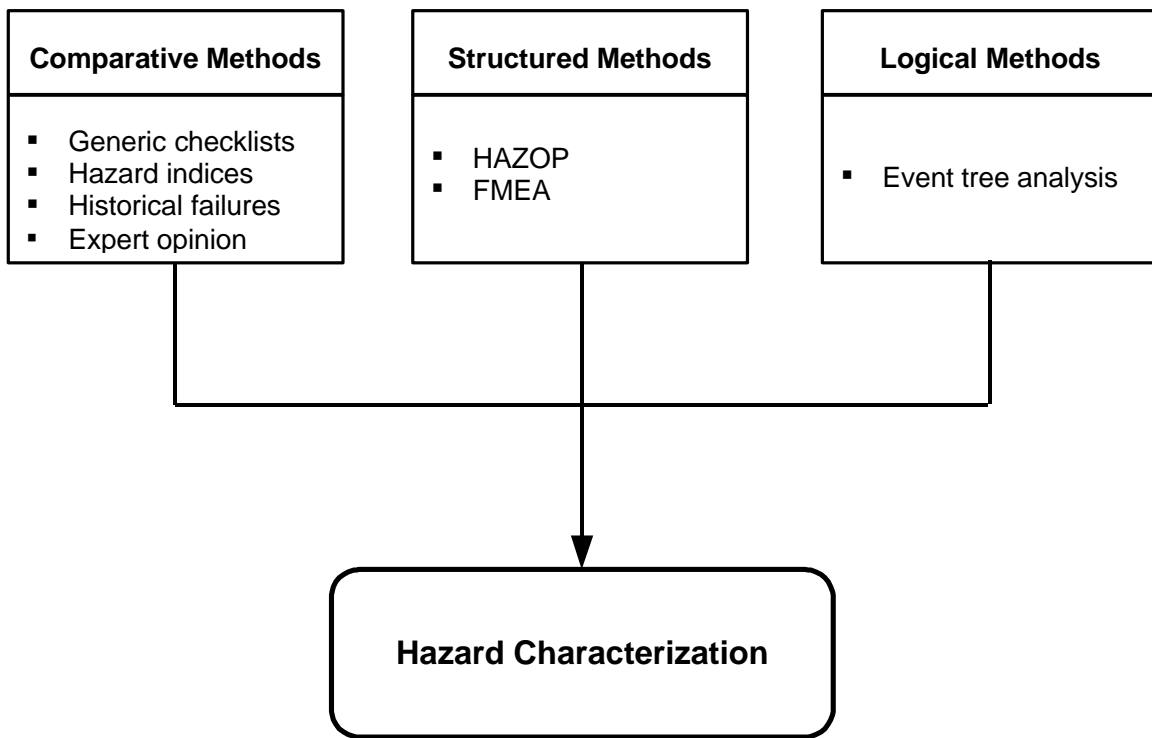 Comparative Methods
▪ Generic checklists
▪ Hazard indices
▪ Historical failures
▪ Expert opinion
Structured Methods
▪ HAZOP
▪ FMEA
Logical Methods
▪ Event tree analysis
Hazard Characterization